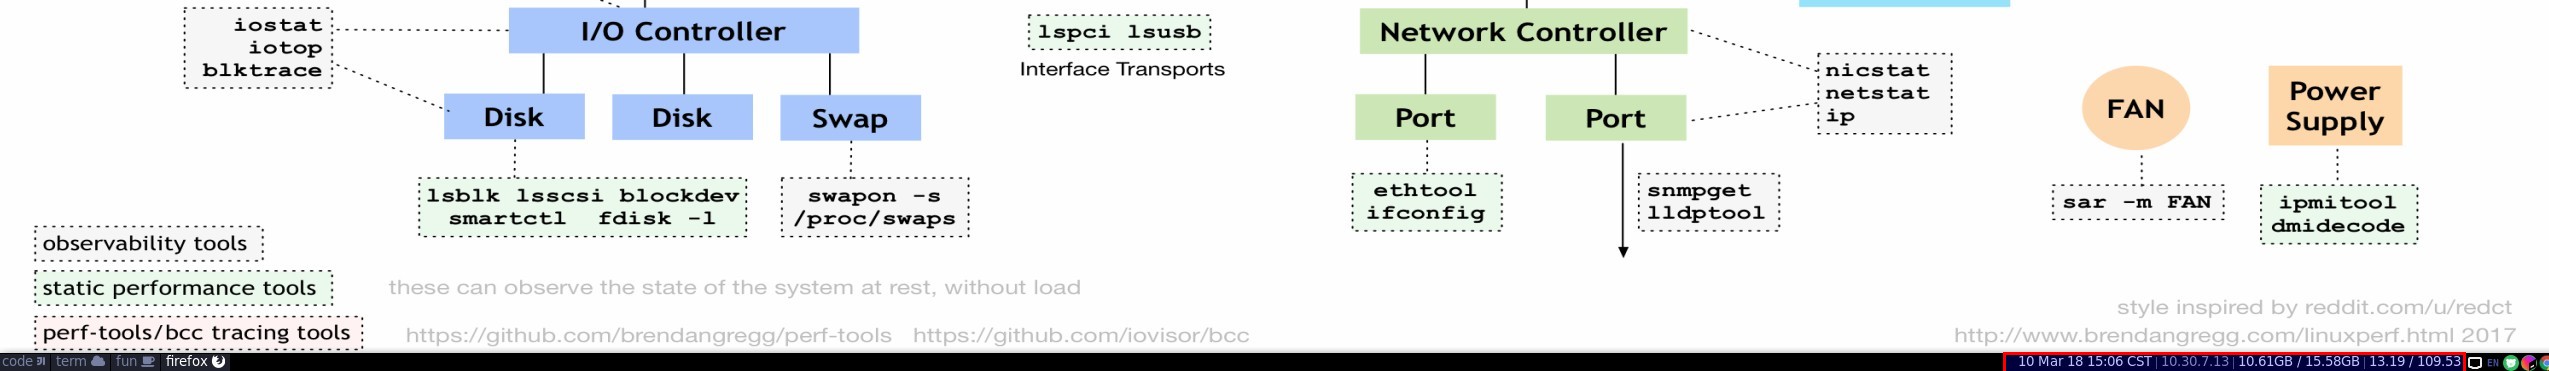 iostat
iotop
blktrace
I/O Controller
Disk
Disk
Swap
lsblk lsscsi blockdev
smartctl fdisk -l
swapon -s
/proc/swaps
lspci lsusb
Interface Transports
Network Controller
Port
Port
nicstat
netstat
ip
ethtool
ifconfig
snmpget
lldptool
FAN
sar -m FAN
Power
Supply
ipmitool
dmidecode
observability tools
static performance tools
these can observe the state of the system at rest, without load
perf-tools/bcc tracing tools
https://github.com/brendangregg/perf-tools https://github.com/iovisor/bcc
style inspired by reddit.com/u/redct
http://www.brendangregg.com/linuxperf.html 2017
code term fun firefox
10 Mar 18 15:06 CST | 10.30.7.13 | 10.61GB / 15.58GB | 13.19 / 109.53 EN